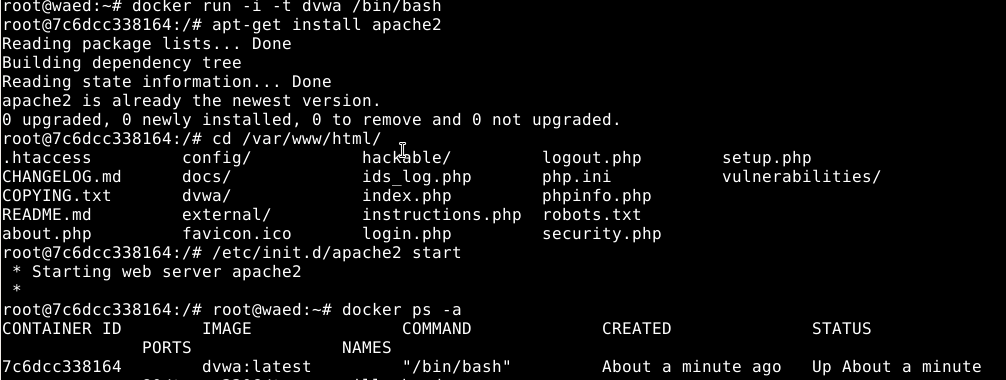 root@waed:~# docker run -i -t dvwa /bin/bash
root@7c6dcc338164:/# apt-get install apache2
Reading package lists... Done
Building dependency tree
Reading state information... Done
apache2 is already the newest version.
0 upgraded, 0 newly installed, 0 to remove and 0 not upgraded.
root@7c6dcc338164:/# cd /var/www/html/
.htaccess config/ hackable/ logout.php setup.php
CHANGELOG.md docs/ ids_log.php php.ini vulnerabilities/
COPYING.txt dvwa/ index.php phpinfo.php
README.md external/ instructions.php robots.txt
about.php favicon.ico login.php security.php
root@7c6dcc338164:/# /etc/init.d/apache2 start
* Starting web server apache2
*
root@7c6dcc338164:/# root@waed:~# docker ps -a
CONTAINER ID IMAGE COMMAND CREATED STATUS
PORTS NAMES
7c6dcc338164 dvwa:latest "/bin/bash" About a minute ago Up About a minute